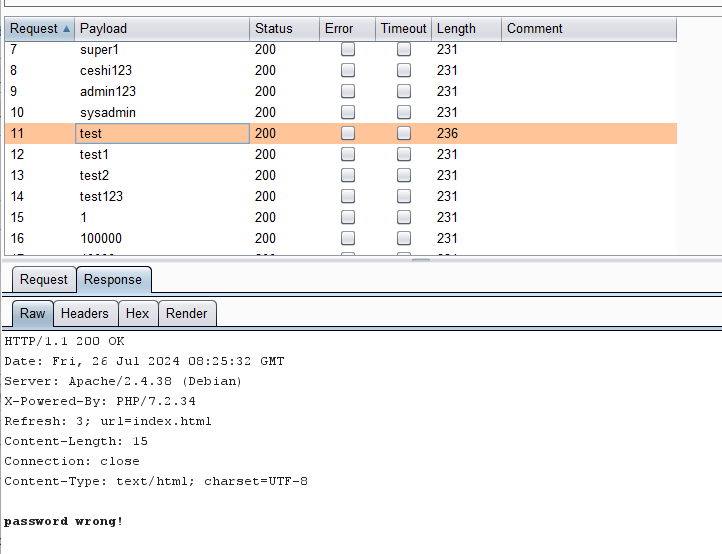 Request Payload Status Error Timeout Length Comment
7 super1 200 231
8 ceshi123 200 231
9 admin123 200 231
10 sysadmin 200 231
11 test 200 236
12 test1 200 231
13 test2 200 231
14 test123 200 231
15 1 200 231
16 100000 200 231
Request Response
Raw Headers Hex Render
HTTP/1.1 200 OK
Date: Fri, 26 Jul 2024 08:25:32 GMT
Server: Apache/2.4.38 (Debian)
X-Powered-By: PHP/7.2.34
Refresh: 3; url=index.html
Content-Length: 15
Connection: close
Content-Type: text/html; charset=UTF-8
password wrong!